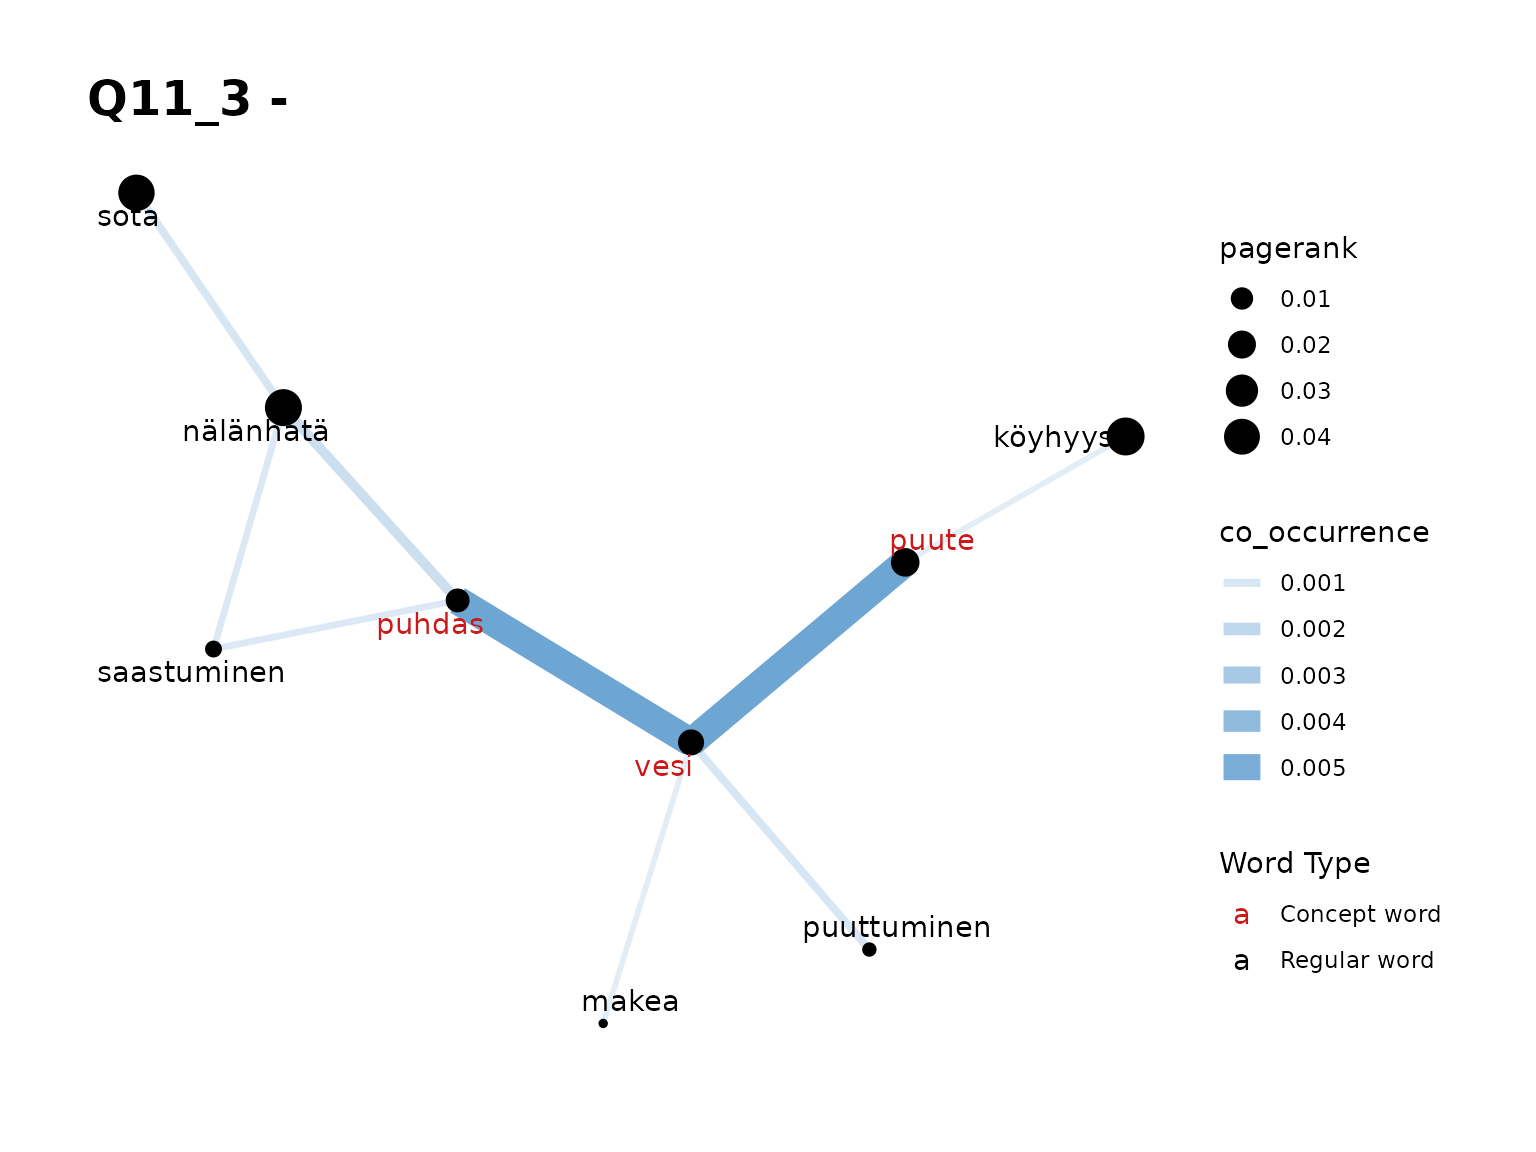 Q11_3 -
sota
nälänhätä
köyhyys
puute
puhdas
saastuminen
vesi
puuttuminen
makea
pagerank
0.01
0.02
0.03
0.04
co_occurrence
0.001
0.002
0.003
0.004
0.005
Word Type
a Concept word
a Regular word